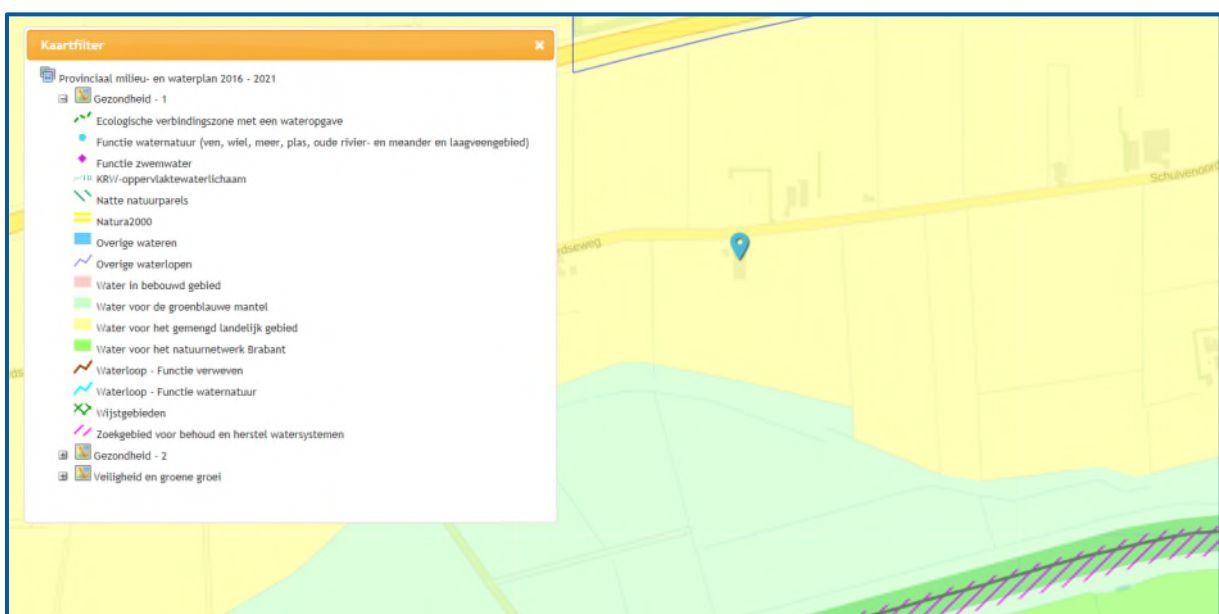 Kaartfilter
Provinciaal milieu- en waterplan 2016 - 2021
Gezondheid - 1
Ecologische verbindingszone met een wateropgave
Functie waternatuur (ven, wiel, meer, plas, oude rivier- en meander en laagveengebied)
Functie zwemwater
KRW-oppervlaktewaterlichaam
Natte natuurparels
Natura2000
Overige wateren
Overige waterlopen
Water in bebouwd gebied
Water voor de groenblauwe mantel
Water voor het gemengd landelijk gebied
Water voor het natuurnetwerk Brabant
Waterloop - Functie verweven
Waterloop - Functie waternatuur
Wijstgebieden
Zoekgebied voor behoud en herstel watersystemen
Gezondheid - 2
Veiligheid en groene groei
rdseweg
Schuivenoord
ds